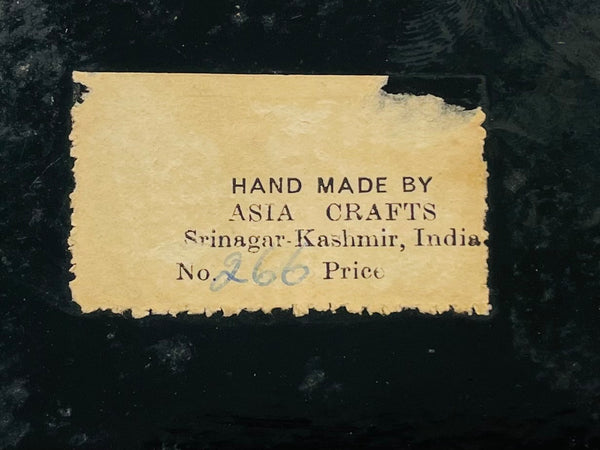 HAND MADE BY
ASIA CRAFTS
Srinagar-Kashmir, India
No. 266 Price